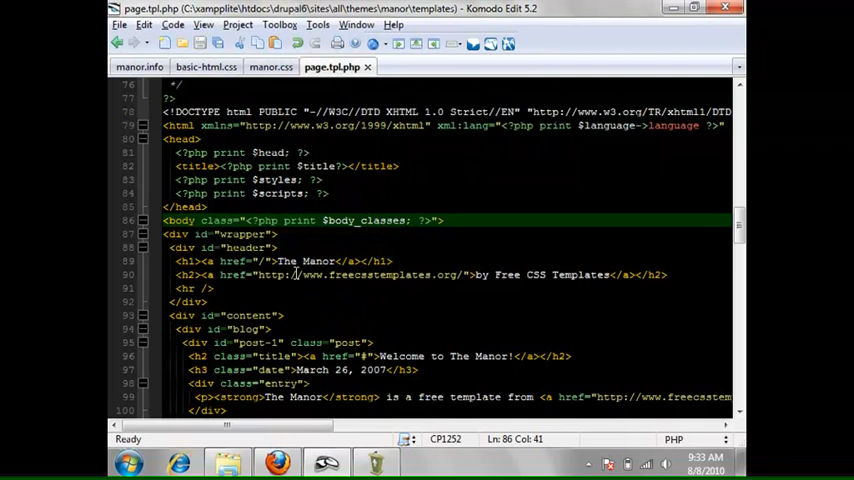 page.tpl.php (C:\xampplite\htdocs\drupal6\sites\all\themes\manor\templates) - Komodo Edit 5.2
File Edit Code View Project Toolbox Tools Window Help
manor.info basic-html.css manor.css page.tpl.php
76 */
77 ?>
78 <!DOCTYPE html PUBLIC "-//W3C//DTD XHTML 1.0 Strict//EN" "http://www.w3.org/TR/xhtml1/DTD
79 <html xmlns="http://www.w3.org/1999/xhtml" xml:lang="<?php print $language->language ?>"
80 <head>
81 <?php print $head; ?>
82 <title><?php print $title?></title>
83 <?php print $styles; ?>
84 <?php print $scripts; ?>
85 </head>
86 <body class="<?php print $body_classes; ?>">
87 <div id="wrapper">
88 <div id="header">
89 <h1><a href="/">The Manor</a></h1>
90 <h2><a href="http://www.freecsstemplates.org/">by Free CSS Templates</a></h2>
91 <hr />
92 </div>
93 <div id="content">
94 <div id="blog">
95 <div id="post-1" class="post">
96 <h2 class="title"><a href="#">Welcome to The Manor!</a></h2>
97 <h3 class="date">March 26, 2007</h3>
98 <div class="entry">
99 <p><strong>The Manor</strong> is a free template from <a href="http://www.freecsstem
100 </div>
Ready CP1252 Ln: 86 Col: 41 PHP
9:33 AM
8/8/2010